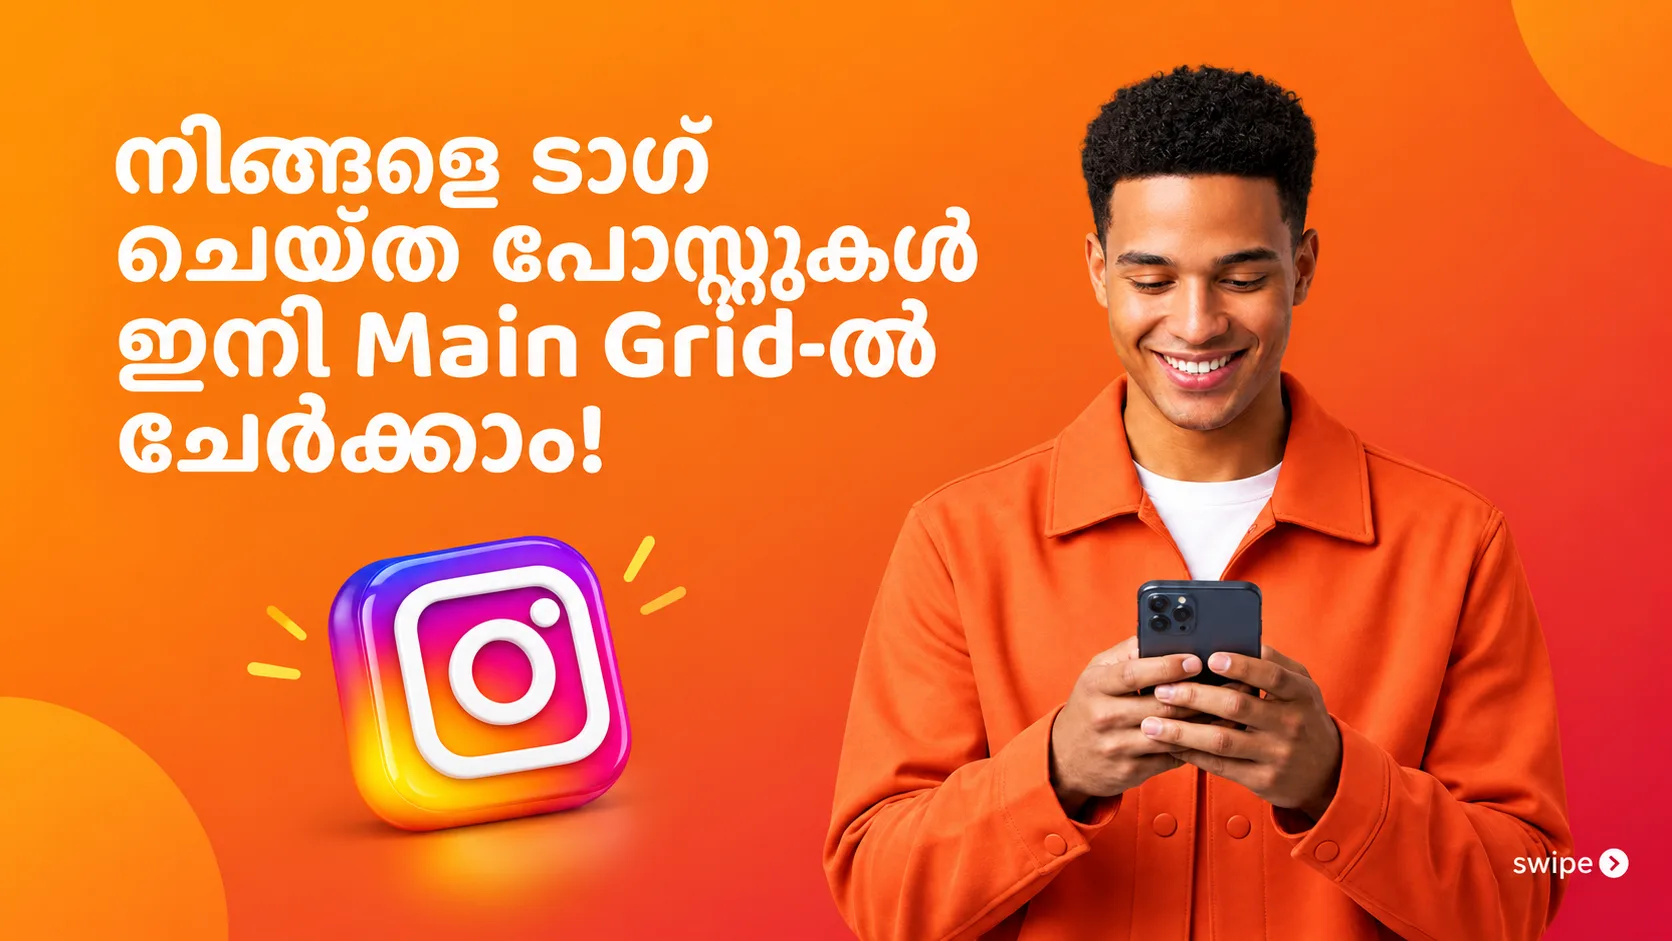 നിങ്ങളെ ടാഗ്
ചെയ്ത പോസ്റ്റുകൾ
ഇനി Main Grid-ൽ
ചേർക്കാം!
swipe